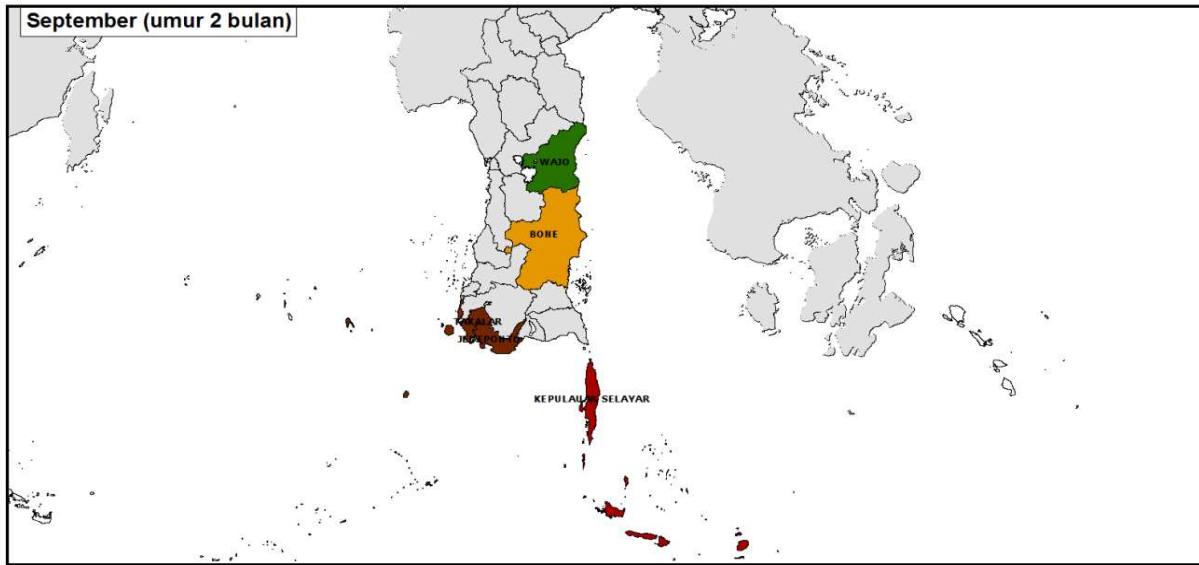 September (umur 2 bulan)
WAJO
BONE
TAKALAR
JENEPONTO
KEPULAUAN SELAYAR